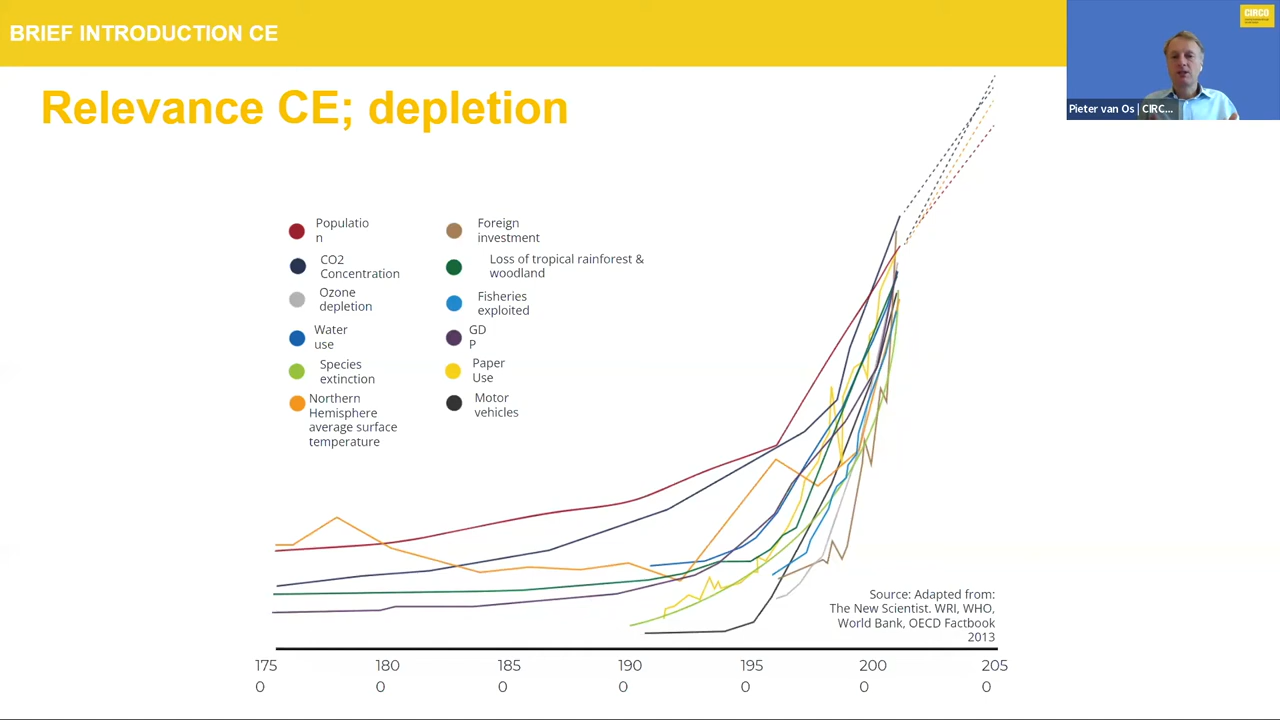 BRIEF INTRODUCTION CE
CIRCO
Pieter van Os | CIRC...
Relevance CE; depletion
Populatio
n
CO2
Concentration
Ozone
depletion
Water
use
Species
extinction
Northern
Hemisphere
average surface
temperature
Foreign
investment
Loss of tropical rainforest &
woodland
Fisheries
exploited
GD
P
Paper
Use
Motor
vehicles
Source: Adapted from:
The New Scientist. WRI, WHO,
World Bank, OECD Factbook
2013
175 180 185 190 195 200 205
0 0 0 0 0 0 0